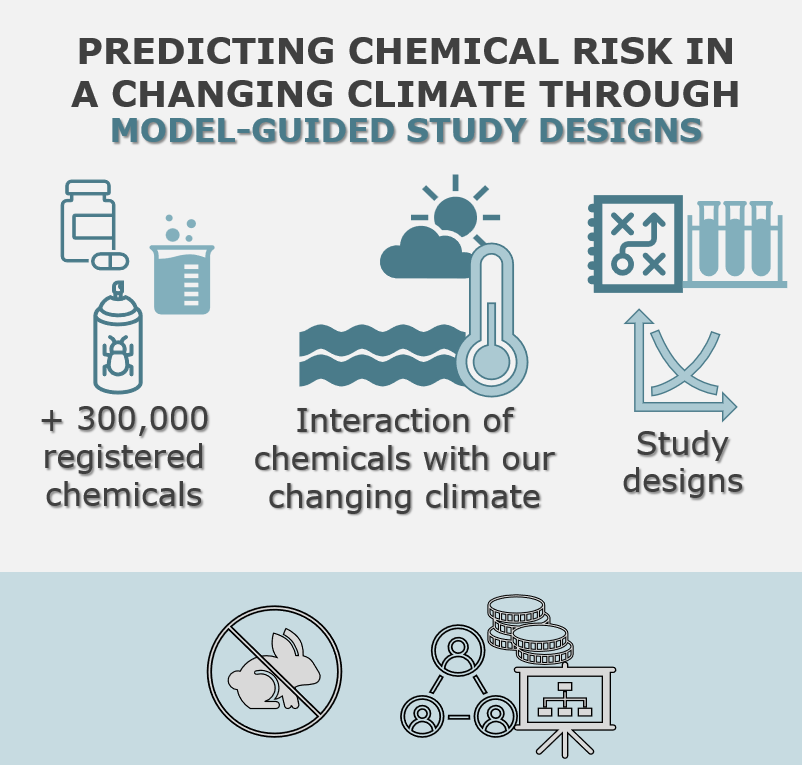 PREDICTING CHEMICAL RISK IN
A CHANGING CLIMATE THROUGH
MODEL-GUIDED STUDY DESIGNS
+ 300,000
registered
chemicals
Interaction of
chemicals with our
changing climate
Study
designs